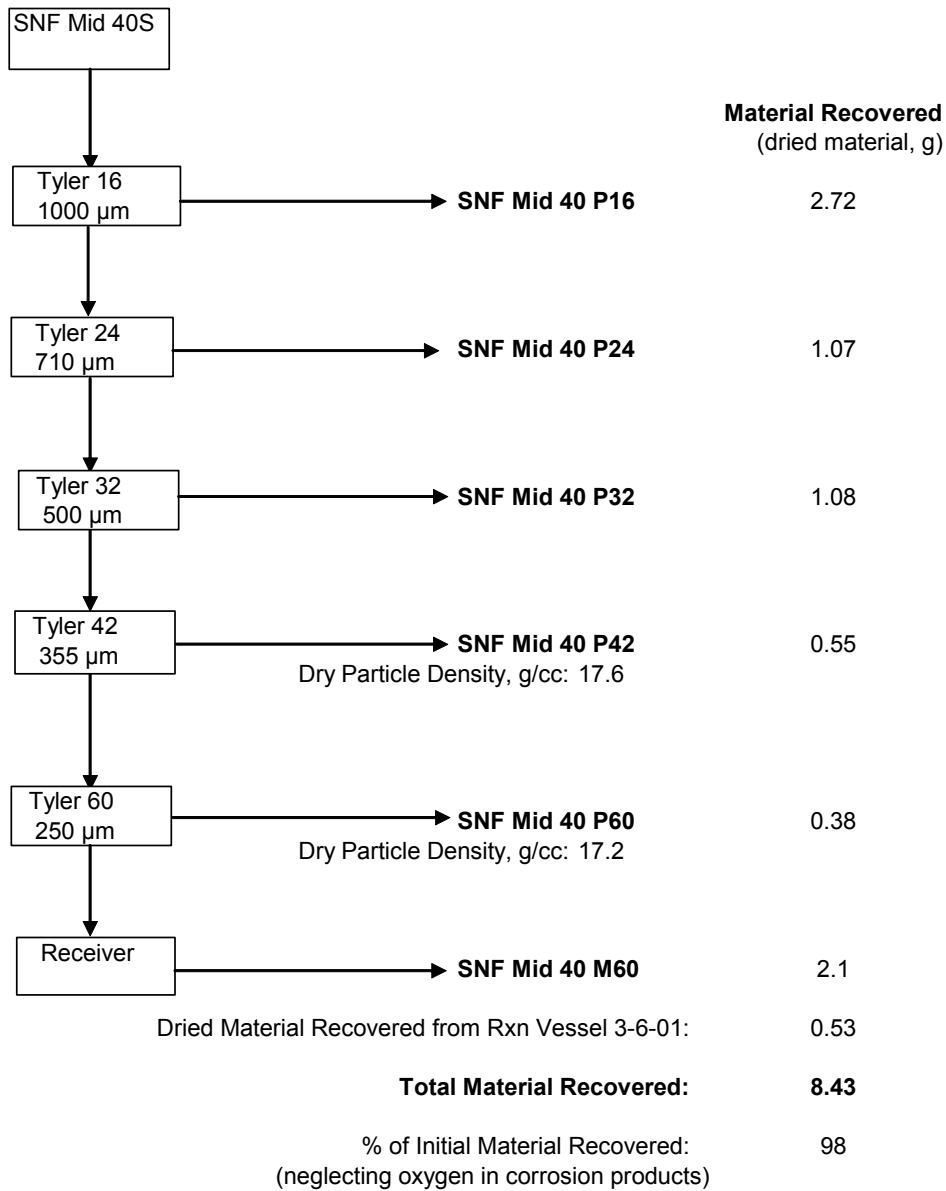 SNF Mid 40S
Material Recovered
(dried material, g)
Tyler 16
1000 µm
SNF Mid 40 P16
2.72
Tyler 24
710 µm
SNF Mid 40 P24
1.07
Tyler 32
500 µm
SNF Mid 40 P32
1.08
Tyler 42
355 µm
SNF Mid 40 P42
0.55
Dry Particle Density, g/cc: 17.6
Tyler 60
250 µm
SNF Mid 40 P60
0.38
Dry Particle Density, g/cc: 17.2
Receiver
SNF Mid 40 M60
2.1
Dried Material Recovered from Rxn Vessel 3-6-01: 0.53
Total Material Recovered: 8.43
% of Initial Material Recovered: 98
(neglecting oxygen in corrosion products)